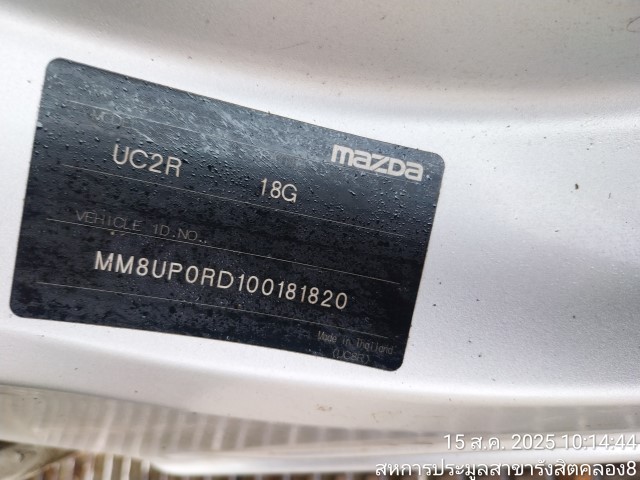 mazda
UC2R 18G
VEHICLE ID.NO.
MM8UP0RD100181820
Made in Thailand
(UC8R)
15 ส.ค. 2025 10:14:44
สหการประมูลสาขารังสิตคลอง8